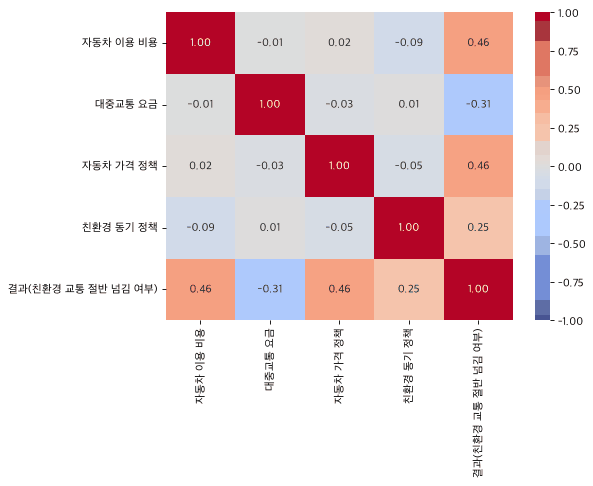 자동차 이용 비용 1.00 -0.01 0.02 -0.09 0.46
대중교통 요금 -0.01 1.00 -0.03 0.01 -0.31
자동차 가격 정책 0.02 -0.03 1.00 -0.05 0.46
친환경 동기 정책 -0.09 0.01 -0.05 1.00 0.25
결과(친환경 교통 절반 넘김 여부) 0.46 -0.31 0.46 0.25 1.00
자동차 이용 비용
대중교통 요금
자동차 가격 정책
친환경 동기 정책
결과(친환경 교통 절반 넘김 여부)
1.00
0.75
0.50
0.25
0.00
-0.25
-0.50
-0.75
-1.00